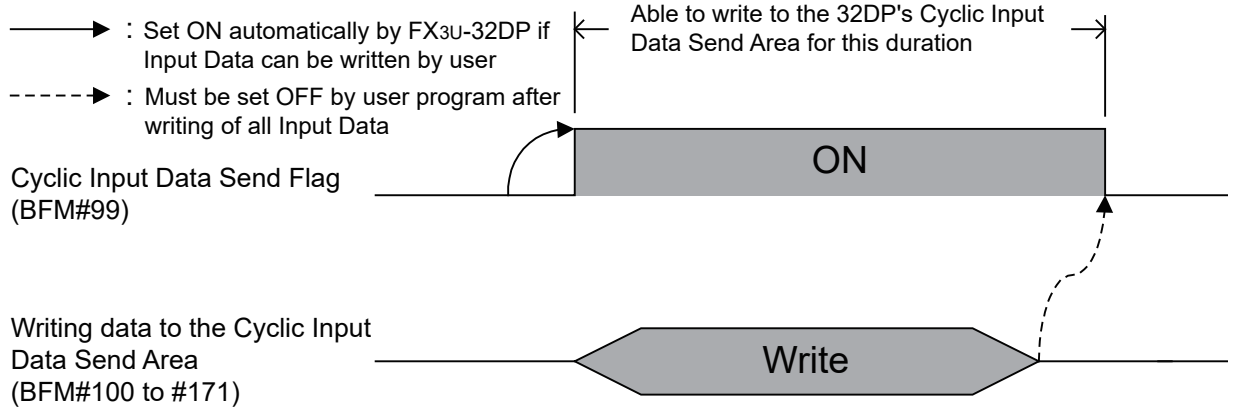 : Set ON automatically by FX3U-32DP if
Input Data can be written by user
: Must be set OFF by user program after
writing of all Input Data
Able to write to the 32DP's Cyclic Input
Data Send Area for this duration
Cyclic Input Data Send Flag
(BFM#99)
ON
Writing data to the Cyclic Input
Data Send Area
(BFM#100 to #171)
Write